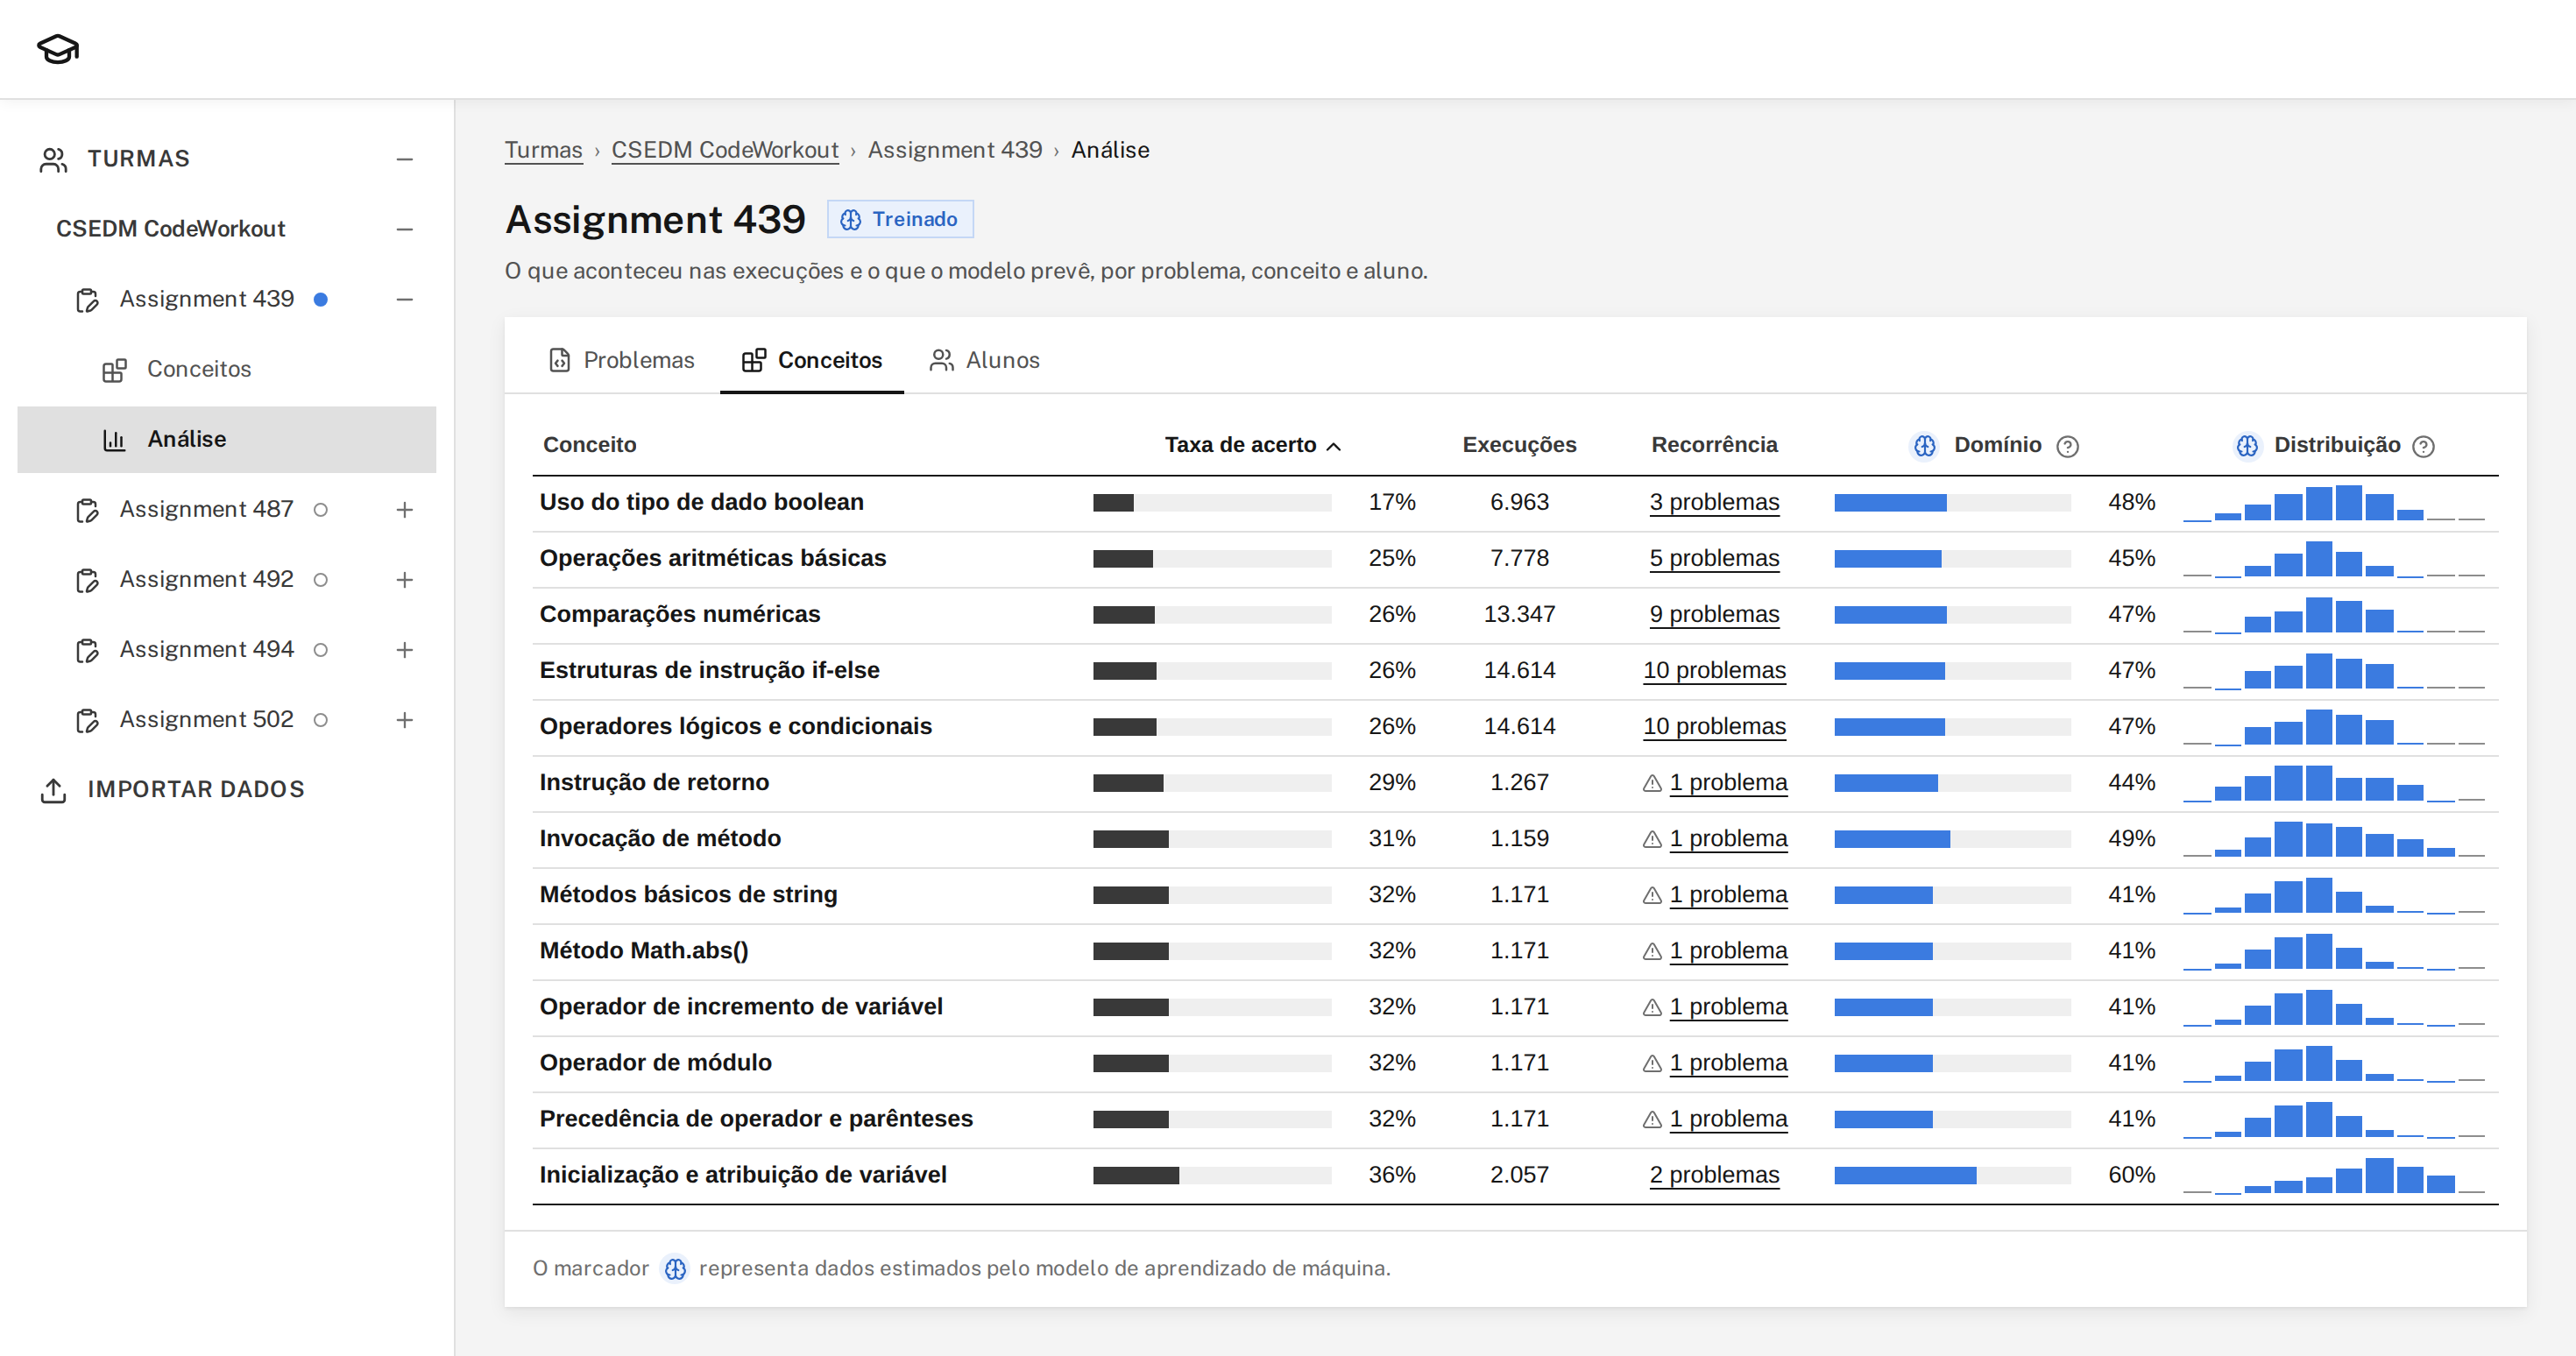 TURMAS
CSEDM CodeWorkout
Assignment 439
Conceitos
Análise
Assignment 487
Assignment 492
Assignment 494
Assignment 502
IMPORTAR DADOS
Turmas › CSEDM CodeWorkout › Assignment 439 › Análise
Assignment 439 Treinado
O que aconteceu nas execuções e o que o modelo prevê, por problema, conceito e aluno.
Problemas Conceitos Alunos
Conceito Taxa de acerto Execuções Recorrência Domínio Distribuição
Uso do tipo de dado boolean 17% 6.963 3 problemas 48%
Operações aritméticas básicas 25% 7.778 5 problemas 45%
Comparações numéricas 26% 13.347 9 problemas 47%
Estruturas de instrução if-else 26% 14.614 10 problemas 47%
Operadores lógicos e condicionais 26% 14.614 10 problemas 47%
Instrução de retorno 29% 1.267 1 problema 44%
Invocação de método 31% 1.159 1 problema 49%
Métodos básicos de string 32% 1.171 1 problema 41%
Método Math.abs() 32% 1.171 1 problema 41%
Operador de incremento de variável 32% 1.171 1 problema 41%
Operador de módulo 32% 1.171 1 problema 41%
Precedência de operador e parênteses 32% 1.171 1 problema 41%
Inicialização e atribuição de variável 36% 2.057 2 problemas 60%
O marcador representa dados estimados pelo modelo de aprendizado de máquina.